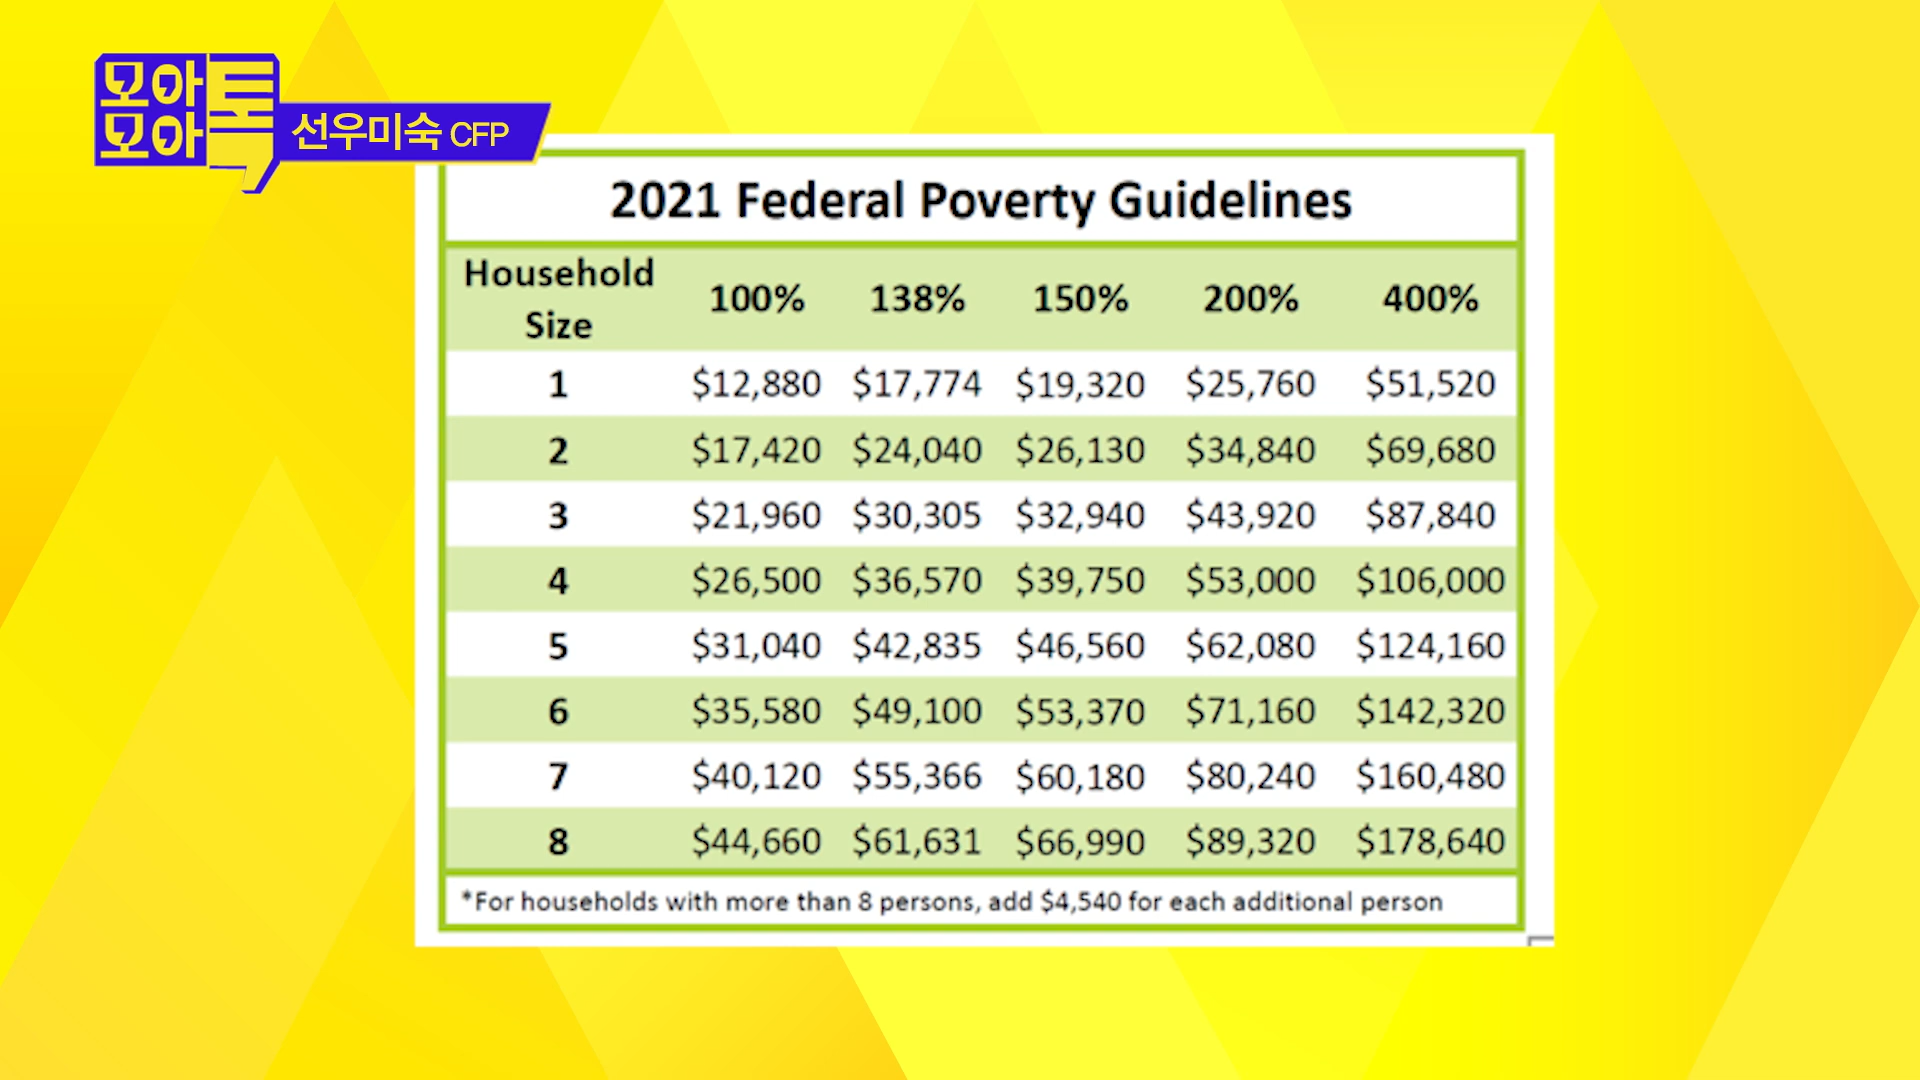 모아
모아
톡
선우미숙 CFP
2021 Federal Poverty Guidelines
Household Size 100% 138% 150% 200% 400%
1 $12,880 $17,774 $19,320 $25,760 $51,520
2 $17,420 $24,040 $26,130 $34,840 $69,680
3 $21,960 $30,305 $32,940 $43,920 $87,840
4 $26,500 $36,570 $39,750 $53,000 $106,000
5 $31,040 $42,835 $46,560 $62,080 $124,160
6 $35,580 $49,100 $53,370 $71,160 $142,320
7 $40,120 $55,366 $60,180 $80,240 $160,480
8 $44,660 $61,631 $66,990 $89,320 $178,640
*For households with more than 8 persons, add $4,540 for each additional person